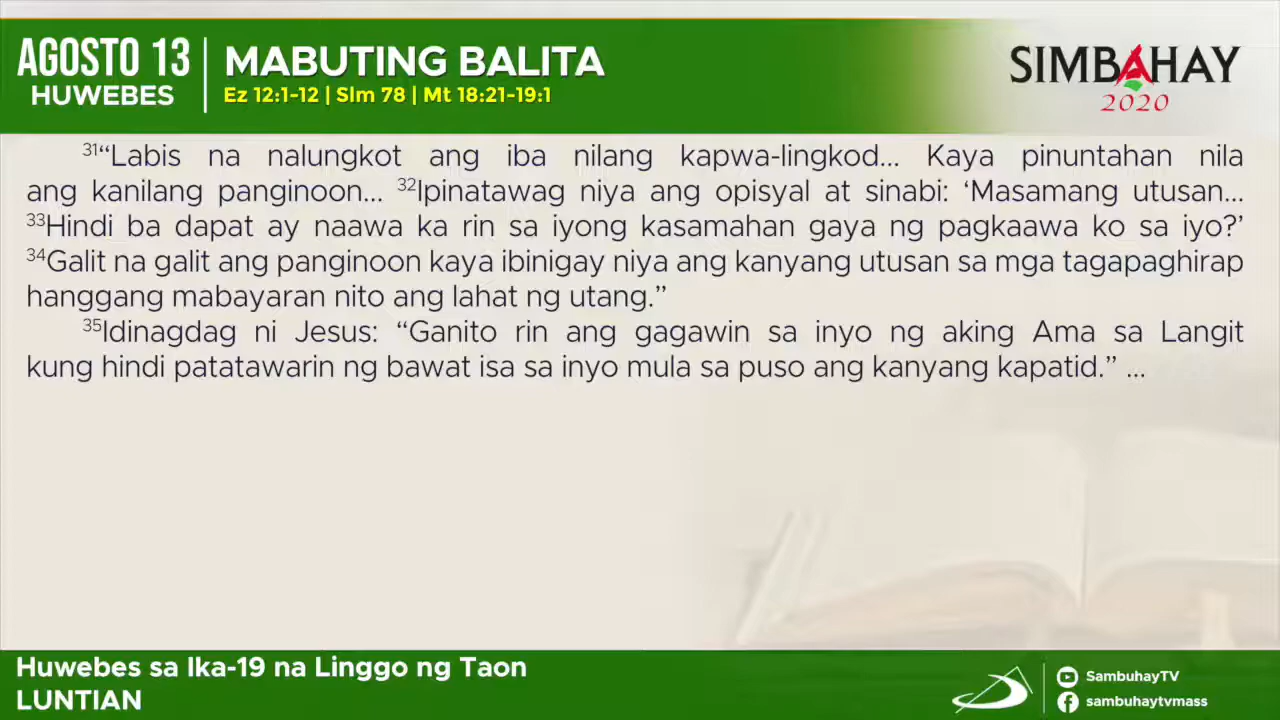 AGOSTO 13
HUWEBES
MABUTING BALITA
Ez 12:1-12 | Slm 78 | Mt 18:21-19:1
SIMBAHAY
2020
31“Labis na nalungkot ang iba nilang kapwa-lingkod... Kaya pinuntahan nila
ang kanilang panginoon... 32Ipinatawag niya ang opisyal at sinabi: ‘Masamang utusan...
33Hindi ba dapat ay naawa ka rin sa iyong kasamahan gaya ng pagkaawa ko sa iyo?’
34Galit na galit ang panginoon kaya ibinigay niya ang kanyang utusan sa mga tagapaghirap
hanggang mabayaran nito ang lahat ng utang.”
35Idinagdag ni Jesus: “Ganito rin ang gagawin sa inyo ng aking Ama sa Langit
kung hindi patatawarin ng bawat isa sa inyo mula sa puso ang kanyang kapatid.” ...
Huwebes sa Ika-19 na Linggo ng Taon
LUNTIAN
SambuhayTV
sambuhaytvmass